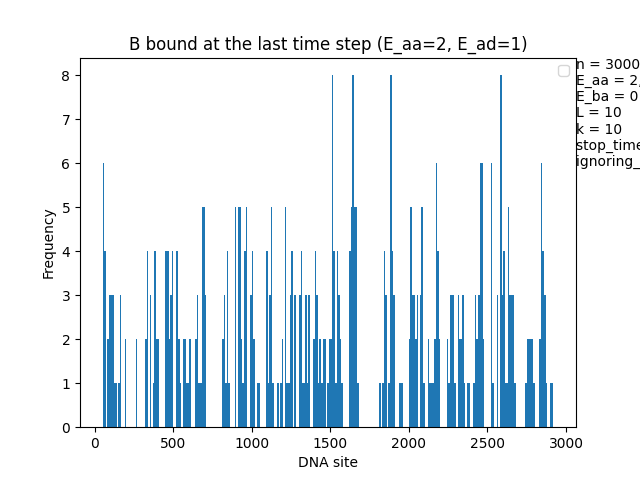 B bound at the last time step (E_aa=2, E_ad=1)
n = 3000
E_aa = 2,
E_ba = 0
L = 10
k = 10
stop_time
ignoring_
8
7
6
5
4
3
2
1
0
Frequency
0 500 1000 1500 2000 2500 3000
DNA site